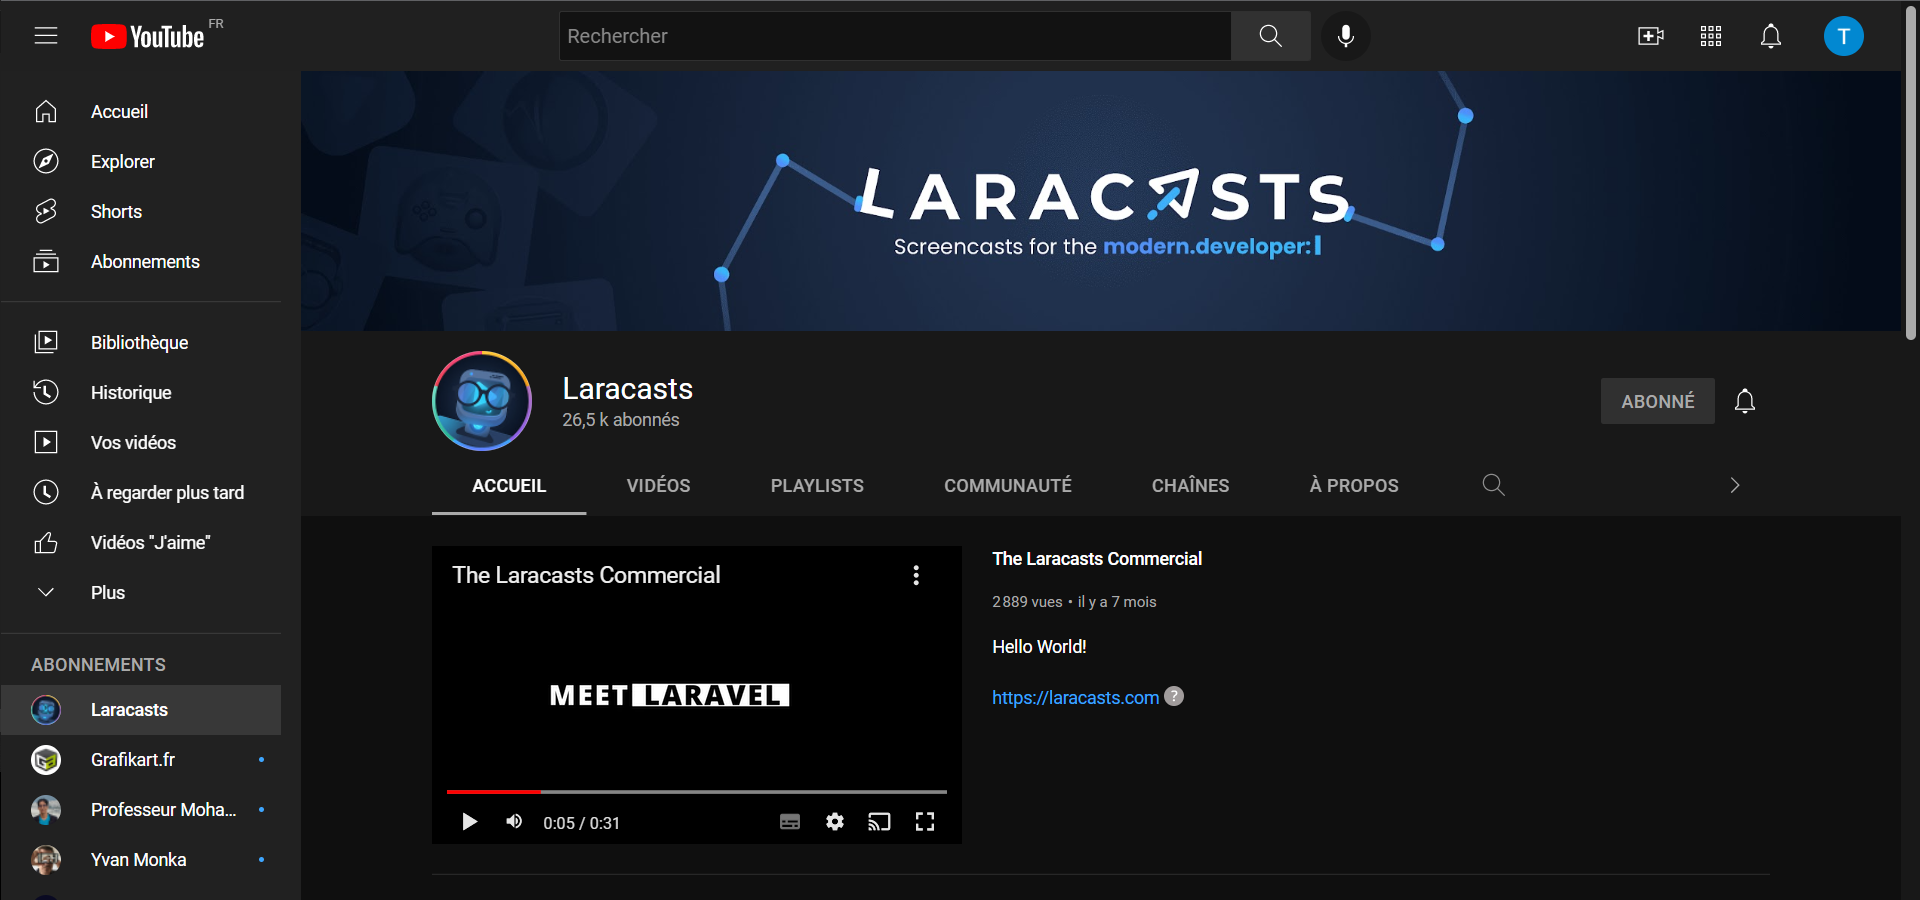 YouTube FR
Rechercher
T
Accueil
Explorer
Shorts
Abonnements
Bibliothèque
Historique
Vos vidéos
À regarder plus tard
Vidéos "J'aime"
Plus
ABONNEMENTS
Laracasts
Grafikart.fr
Professeur Moha...
Yvan Monka
LARACASTS
Screencasts for the modern.developer:
Laracasts
26,5 k abonnés
ABONNÉ
ACCUEIL VIDÉOS PLAYLISTS COMMUNAUTÉ CHAÎNES À PROPOS
The Laracasts Commercial
MEET LARAVEL
0:05 / 0:31
The Laracasts Commercial
2 889 vues • il y a 7 mois
Hello World!
https://laracasts.com ?